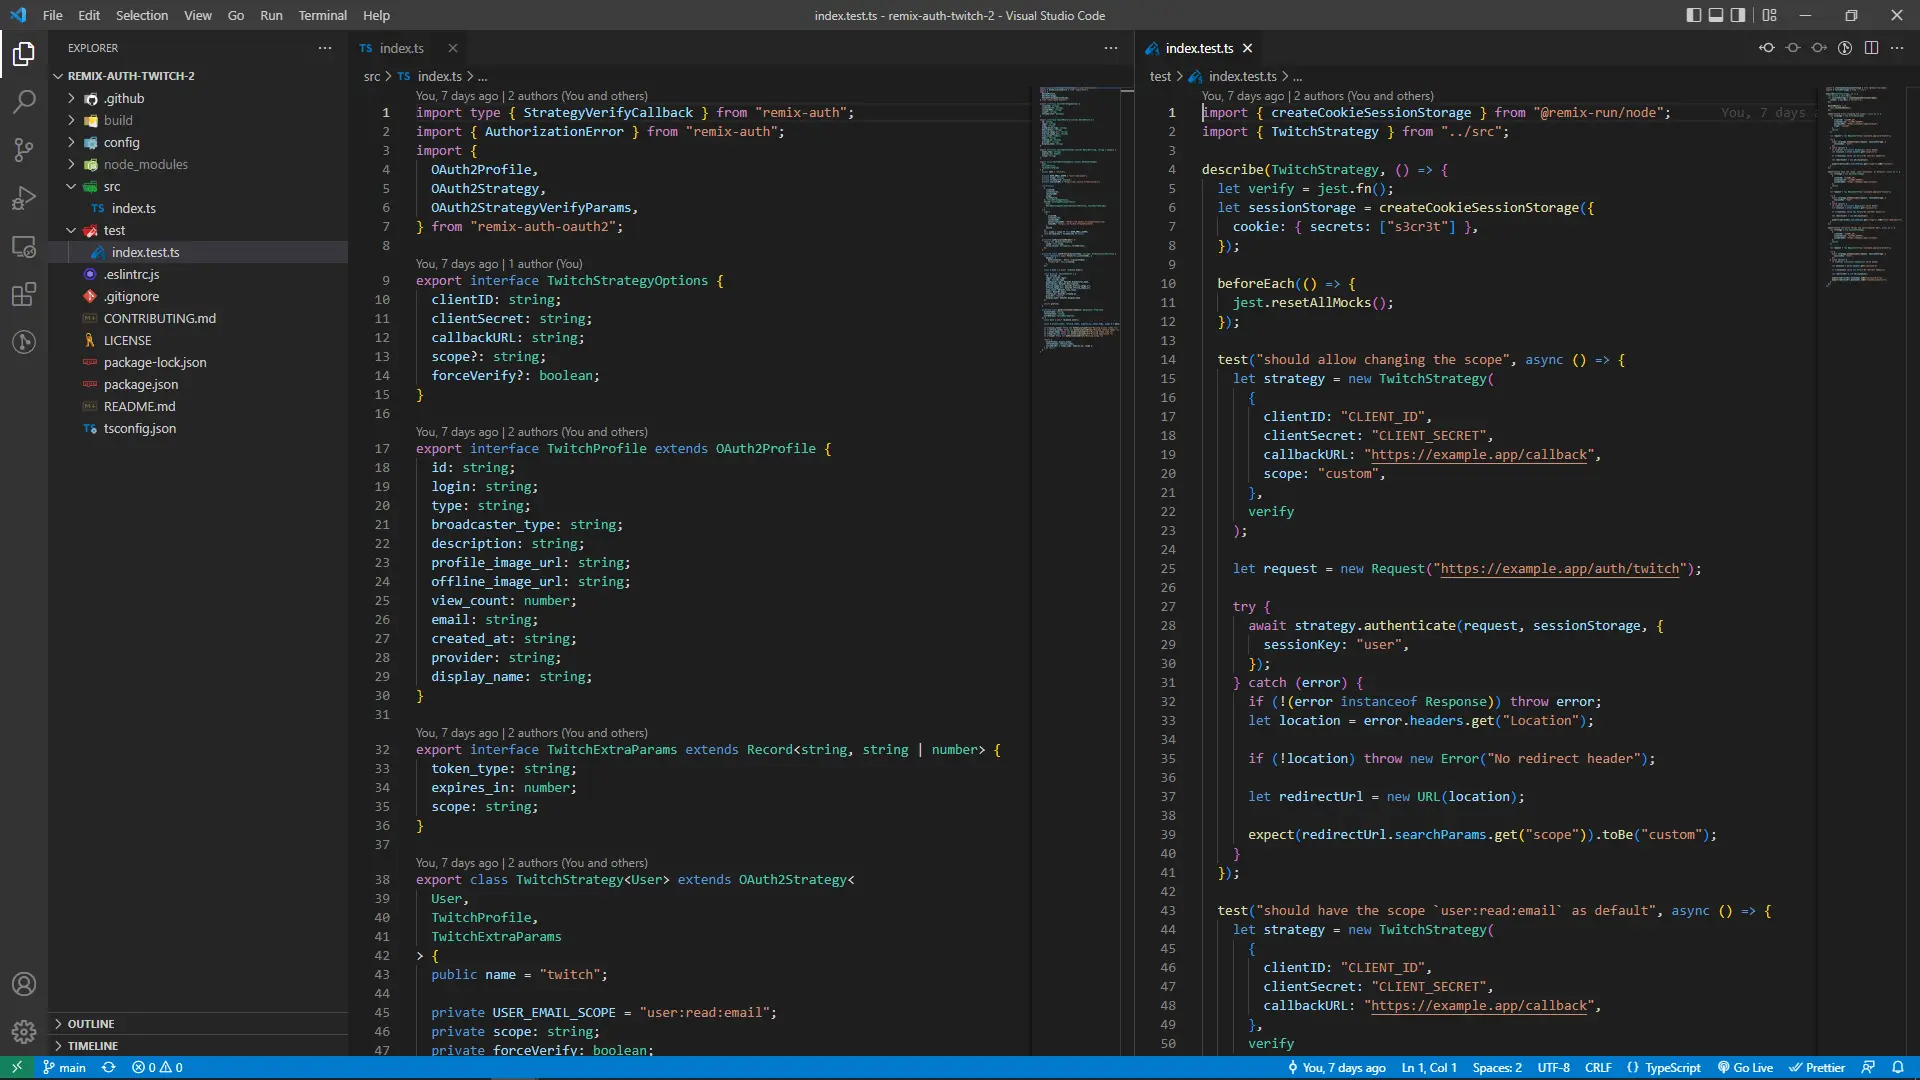 File Edit Selection View Go Run Terminal Help
index.test.ts - remix-auth-twitch-2 - Visual Studio Code
EXPLORER
REMIX-AUTH-TWITCH-2
.github
build
config
node_modules
src
TS index.ts
test
index.test.ts
.eslintrc.js
.gitignore
CONTRIBUTING.md
LICENSE
package-lock.json
package.json
README.md
tsconfig.json
OUTLINE
TIMELINE
TS index.ts
src > TS index.ts > ...
You, 7 days ago | 2 authors (You and others)
1 import type { StrategyVerifyCallback } from "remix-auth";
2 import { AuthorizationError } from "remix-auth";
3 import {
4 OAuth2Profile,
5 OAuth2Strategy,
6 OAuth2StrategyVerifyParams,
7 } from "remix-auth-oauth2";
8
You, 7 days ago | 1 author (You)
9 export interface TwitchStrategyOptions {
10 clientID: string;
11 clientSecret: string;
12 callbackURL: string;
13 scope?: string;
14 forceVerify?: boolean;
15 }
16
You, 7 days ago | 2 authors (You and others)
17 export interface TwitchProfile extends OAuth2Profile {
18 id: string;
19 login: string;
20 type: string;
21 broadcaster_type: string;
22 description: string;
23 profile_image_url: string;
24 offline_image_url: string;
25 view_count: number;
26 email: string;
27 created_at: string;
28 provider: string;
29 display_name: string;
30 }
31
You, 7 days ago | 2 authors (You and others)
32 export interface TwitchExtraParams extends Record<string, string | number> {
33 token_type: string;
34 expires_in: number;
35 scope: string;
36 }
37
You, 7 days ago | 2 authors (You and others)
38 export class TwitchStrategy<User> extends OAuth2Strategy<
39 User,
40 TwitchProfile,
41 TwitchExtraParams
42 > {
43 public name = "twitch";
44
45 private USER_EMAIL_SCOPE = "user:read:email";
46 private scope: string;
47 private forceVerify: boolean;
index.test.ts
test > index.test.ts > ...
You, 7 days ago | 2 authors (You and others)
1 import { createCookieSessionStorage } from "@remix-run/node"; You, 7 days
2 import { TwitchStrategy } from "../src";
3
4 describe(TwitchStrategy, () => {
5 let verify = jest.fn();
6 let sessionStorage = createCookieSessionStorage({
7 cookie: { secrets: ["s3cr3t"] },
8 });
9
10 beforeEach(() => {
11 jest.resetAllMocks();
12 });
13
14 test("should allow changing the scope", async () => {
15 let strategy = new TwitchStrategy(
16 {
17 clientID: "CLIENT_ID",
18 clientSecret: "CLIENT_SECRET",
19 callbackURL: "https://example.app/callback",
20 scope: "custom",
21 },
22 verify
23 );
24
25 let request = new Request("https://example.app/auth/twitch");
26
27 try {
28 await strategy.authenticate(request, sessionStorage, {
29 sessionKey: "user",
30 });
31 } catch (error) {
32 if (!(error instanceof Response)) throw error;
33 let location = error.headers.get("Location");
34
35 if (!location) throw new Error("No redirect header");
36
37 let redirectUrl = new URL(location);
38
39 expect(redirectUrl.searchParams.get("scope")).toBe("custom");
40 }
41 });
42
43 test("should have the scope `user:read:email` as default", async () => {
44 let strategy = new TwitchStrategy(
45 {
46 clientID: "CLIENT_ID",
47 clientSecret: "CLIENT_SECRET",
48 callbackURL: "https://example.app/callback",
49 },
50 verify
main 0 0 You, 7 days ago Ln 1, Col 1 Spaces: 2 UTF-8 CRLF {} TypeScript Go Live Prettier